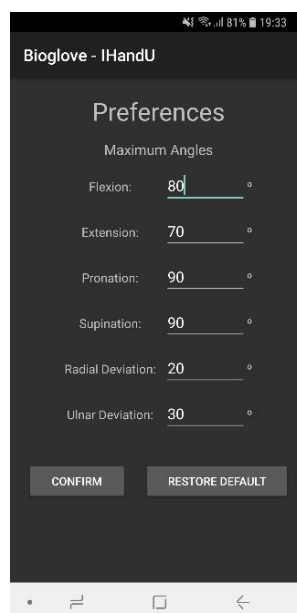 81% 19:33
Bioglove - IHandU
Preferences
Maximum Angles
Flexion: 80 º
Extension: 70 º
Pronation: 90 º
Supination: 90 º
Radial Deviation: 20 º
Ulnar Deviation: 30 º
CONFIRM RESTORE DEFAULT